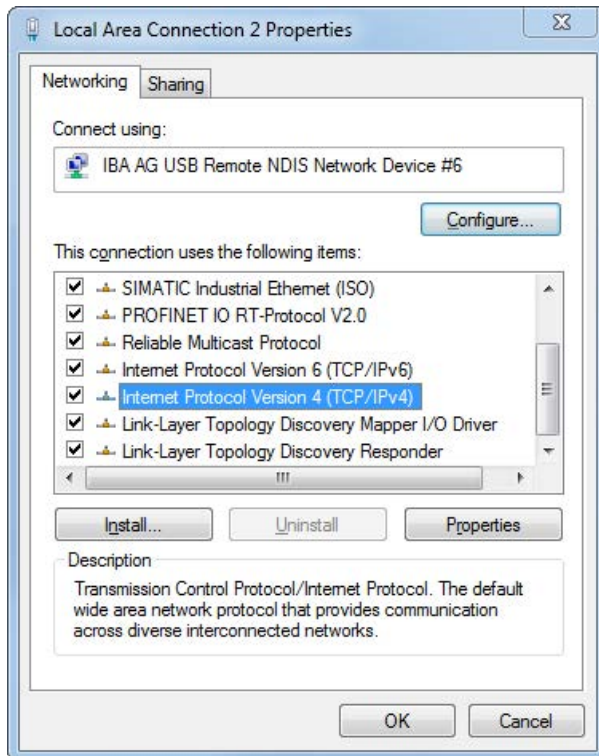 Local Area Connection 2 Properties
Networking
Sharing
Connect using:
IBA AG USB Remote NDIS Network Device #6
Configure...
This connection uses the following items:
SIMATIC Industrial Ethernet (ISO)
PROFINET IO RT-Protocol V2.0
Reliable Multicast Protocol
Internet Protocol Version 6 (TCP/IPv6)
Internet Protocol Version 4 (TCP/IPv4)
Link-Layer Topology Discovery Mapper I/O Driver
Link-Layer Topology Discovery Responder
Install...
Uninstall
Properties
Description
Transmission Control Protocol/Internet Protocol. The default
wide area network protocol that provides communication
across diverse interconnected networks.
OK
Cancel